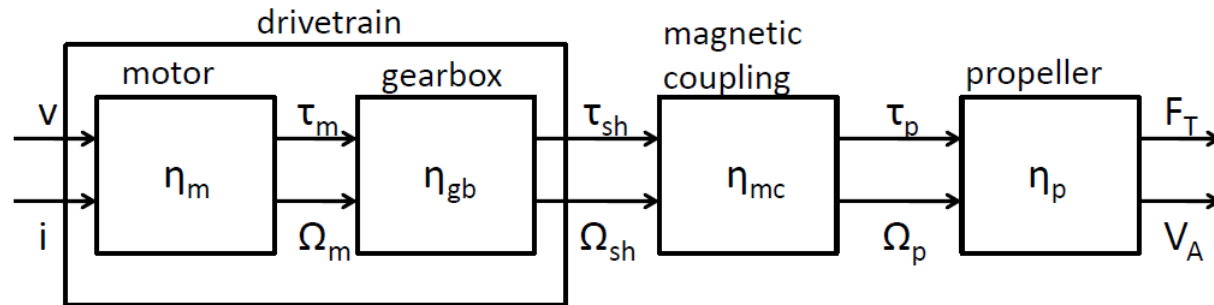 drivetrain
magnetic
coupling
motor
gearbox
propeller
v
τm
τsh
τp
FT
ηm
ηgb
ηmc
ηp
i
Ωm
Ωsh
Ωp
VA